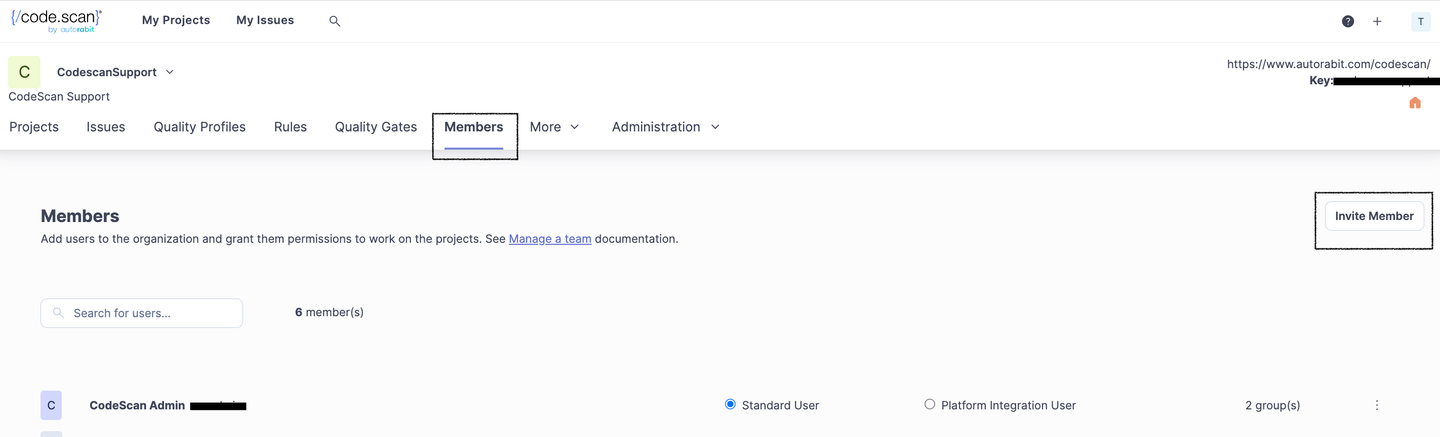 {/code.scan}
My Projects My Issues ? T
by autorabit
C CodescanSupport https://www.autorabit.com/codescan/
Key:
CodeScan Support
Projects Issues Quality Profiles Rules Quality Gates Members More Administration
Members Invite Member
Add users to the organization and grant them permissions to work on the projects. See Manage a team documentation.
Search for users... 6 member(s)
C CodeScan Admin Standard User Platform Integration User 2 group(s)